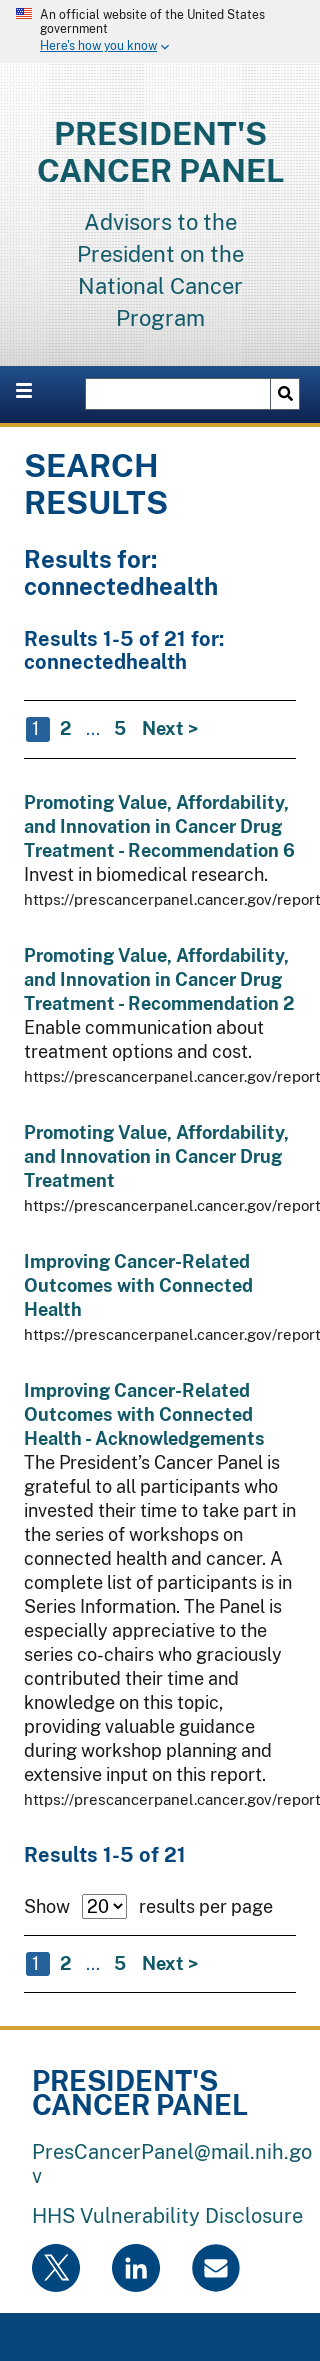 An official website of the United States
government
Here's how you know
PRESIDENT'S
CANCER PANEL
Advisors to the
President on the
National Cancer
Program
SEARCH
RESULTS
Results for:
connectedhealth
Results 1-5 of 21 for:
connectedhealth
1 2 ... 5 Next >
Promoting Value, Affordability,
and Innovation in Cancer Drug
Treatment - Recommendation 6
Invest in biomedical research.
https://prescancerpanel.cancer.gov/report
Promoting Value, Affordability,
and Innovation in Cancer Drug
Treatment - Recommendation 2
Enable communication about
treatment options and cost.
https://prescancerpanel.cancer.gov/report
Promoting Value, Affordability,
and Innovation in Cancer Drug
Treatment
https://prescancerpanel.cancer.gov/report
Improving Cancer-Related
Outcomes with Connected
Health
https://prescancerpanel.cancer.gov/report
Improving Cancer-Related
Outcomes with Connected
Health - Acknowledgements
The President’s Cancer Panel is
grateful to all participants who
invested their time to take part in
the series of workshops on
connected health and cancer. A
complete list of participants is in
Series Information. The Panel is
especially appreciative to the
series co-chairs who graciously
contributed their time and
knowledge on this topic,
providing valuable guidance
during workshop planning and
extensive input on this report.
https://prescancerpanel.cancer.gov/report
Results 1-5 of 21
Show 20 results per page
1 2 ... 5 Next >
PRESIDENT'S
CANCER PANEL
PresCancerPanel@mail.nih.go
v
HHS Vulnerability Disclosure